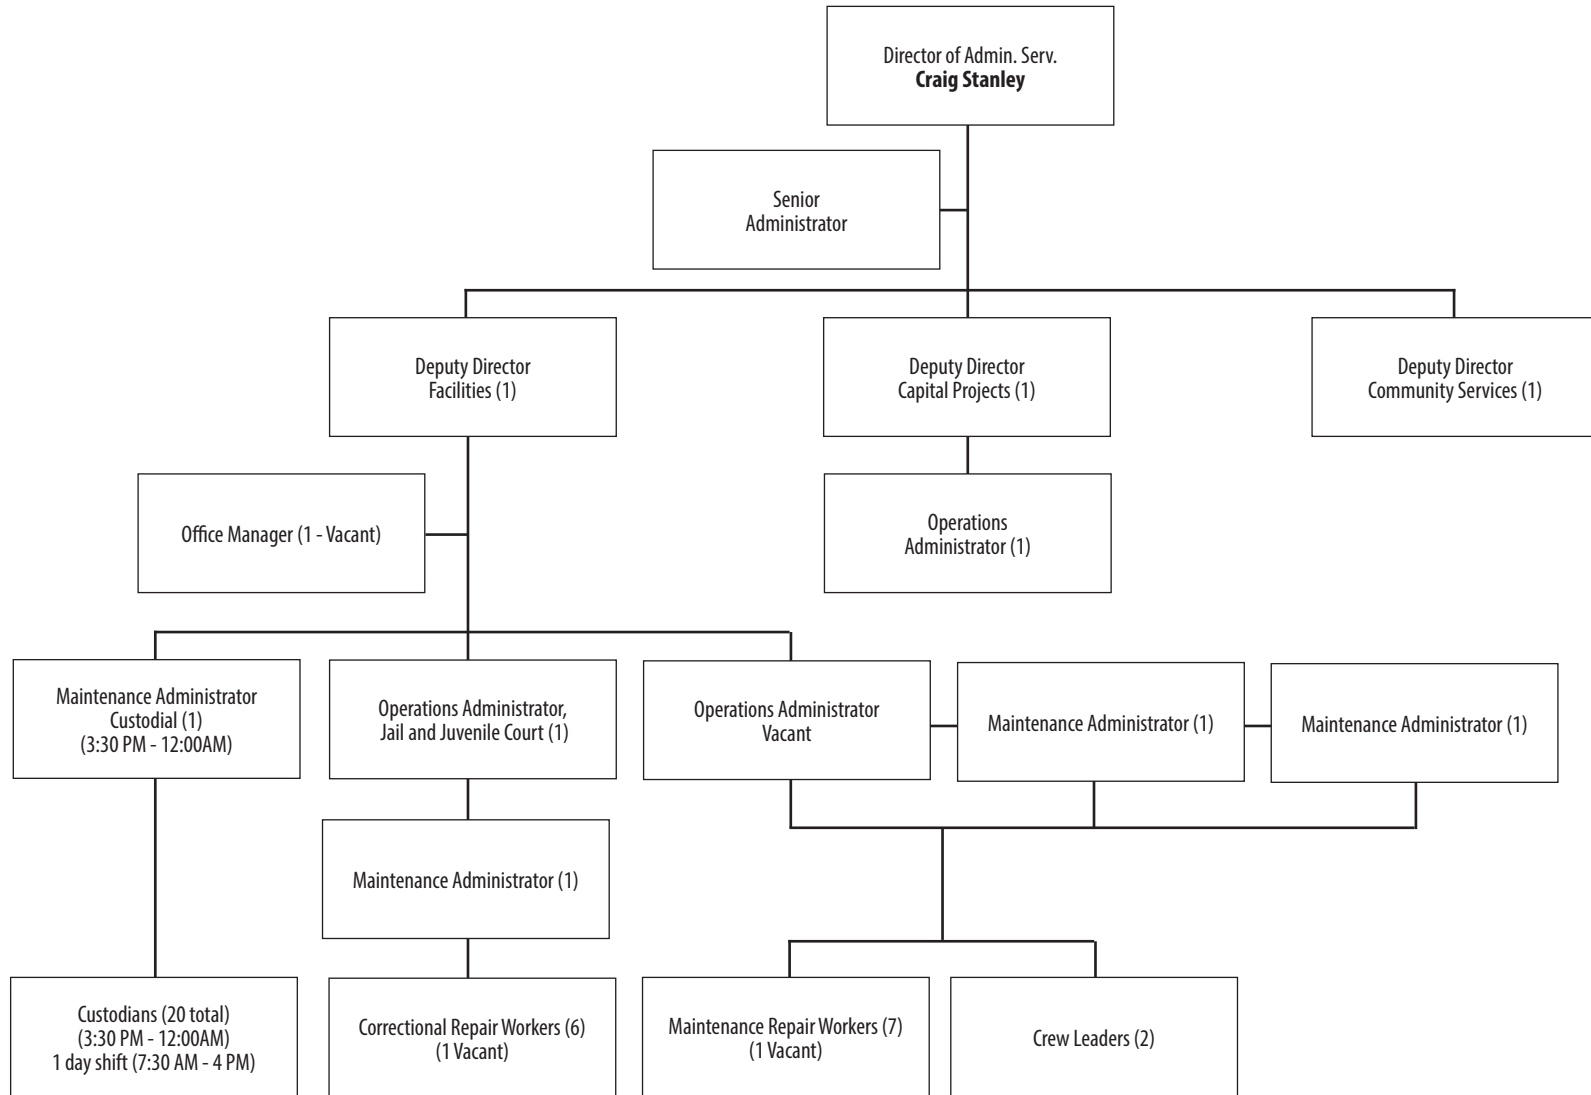 Director of Admin. Serv.
Craig Stanley
Senior
Administrator
Deputy Director
Facilities (1)
Deputy Director
Capital Projects (1)
Deputy Director
Community Services (1)
Office Manager (1 - Vacant)
Operations
Administrator (1)
Maintenance Administrator
Custodial (1)
(3:30 PM - 12:00AM)
Operations Administrator,
Jail and Juvenile Court (1)
Operations Administrator
Vacant
Maintenance Administrator (1)
Maintenance Administrator (1)
Maintenance Administrator (1)
Custodians (20 total)
(3:30 PM - 12:00AM)
1 day shift (7:30 AM - 4 PM)
Correctional Repair Workers (6)
(1 Vacant)
Maintenance Repair Workers (7)
(1 Vacant)
Crew Leaders (2)